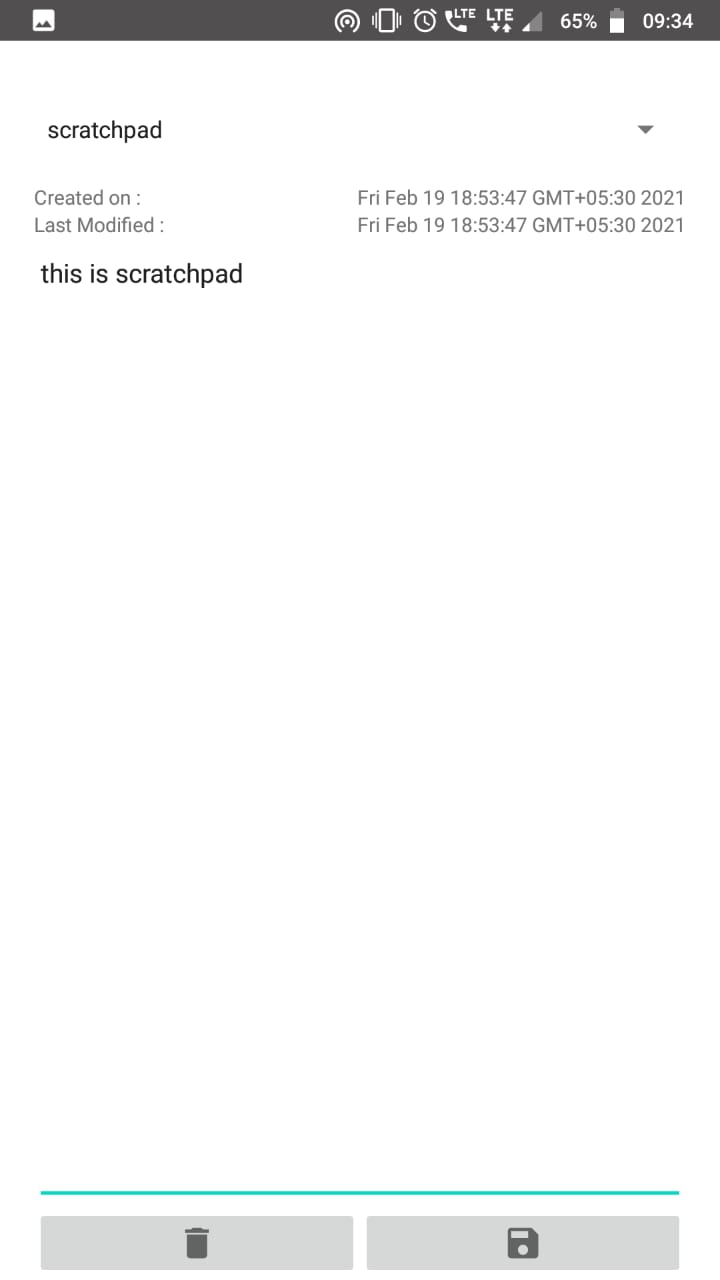 LTE LTE 65% 09:34
scratchpad
Created on : Fri Feb 19 18:53:47 GMT+05:30 2021
Last Modified : Fri Feb 19 18:53:47 GMT+05:30 2021
this is scratchpad